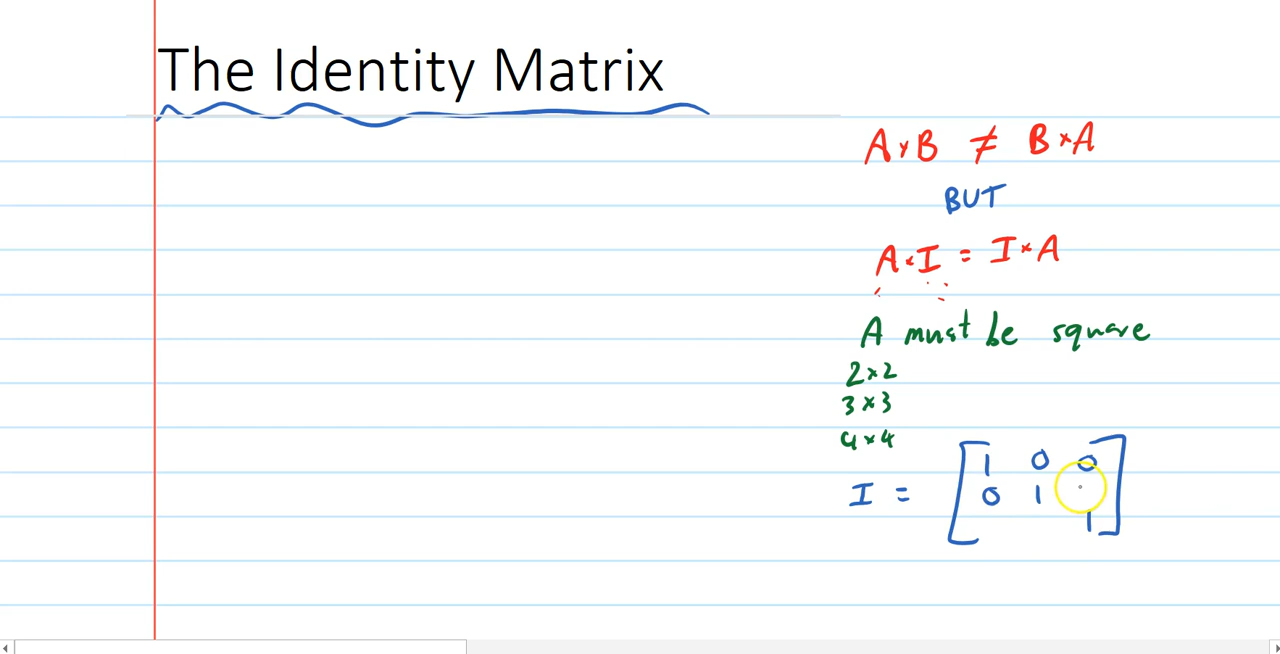 The Identity Matrix
A × B ≠ B × A
BUT
A × I = I × A
A must be square
2 × 2
3 × 3
4 × 4
I = [ 1 0 0
0 1
1 ]